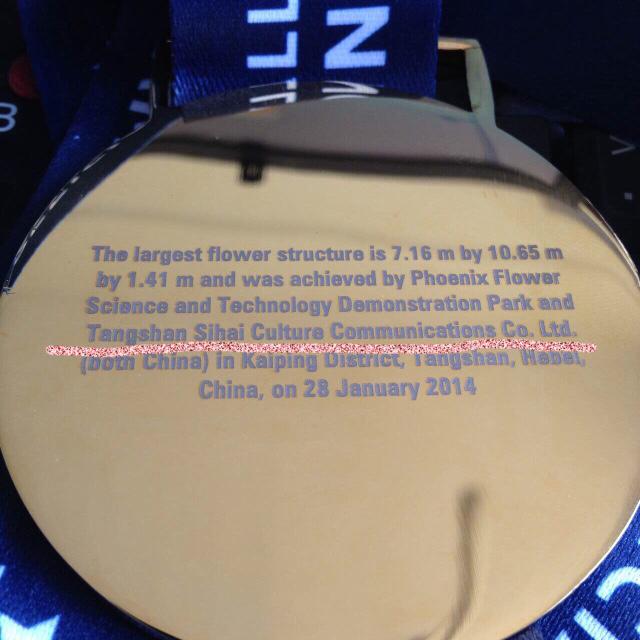 The largest flower structure is 7.16 m by 10.65 m
by 1.41 m and was achieved by Phoenix Flower
Science and Technology Demonstration Park and
Tangshan Sihai Culture Communications Co. Ltd.
(both China) in Kaiping District, Tangshan, Hebei,
China, on 28 January 2014